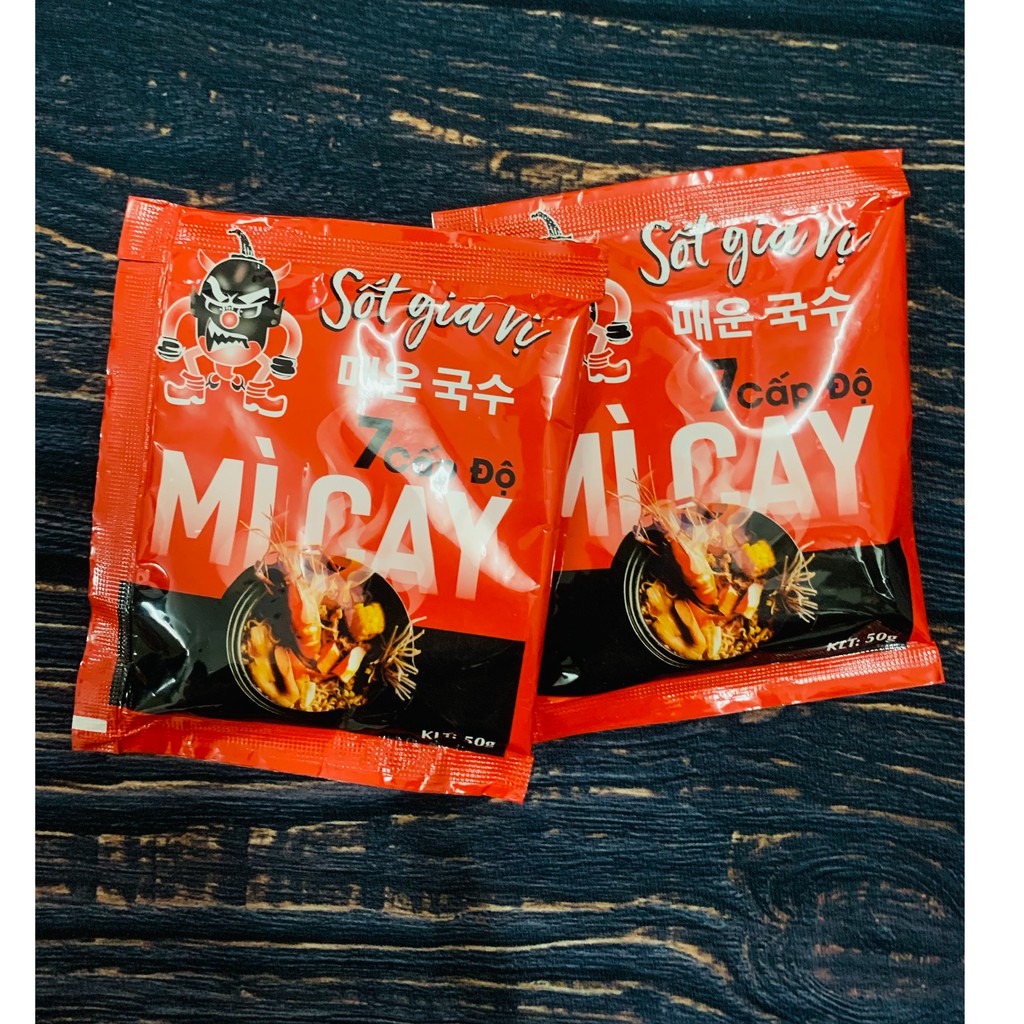 Sốt gia vị
매운 국수
7 Cấp Độ
MÌ CAY
KLT: 50g
Sốt gia vị
매운 국수
7 Cấp Độ
MÌ CAY
KLT: 50g